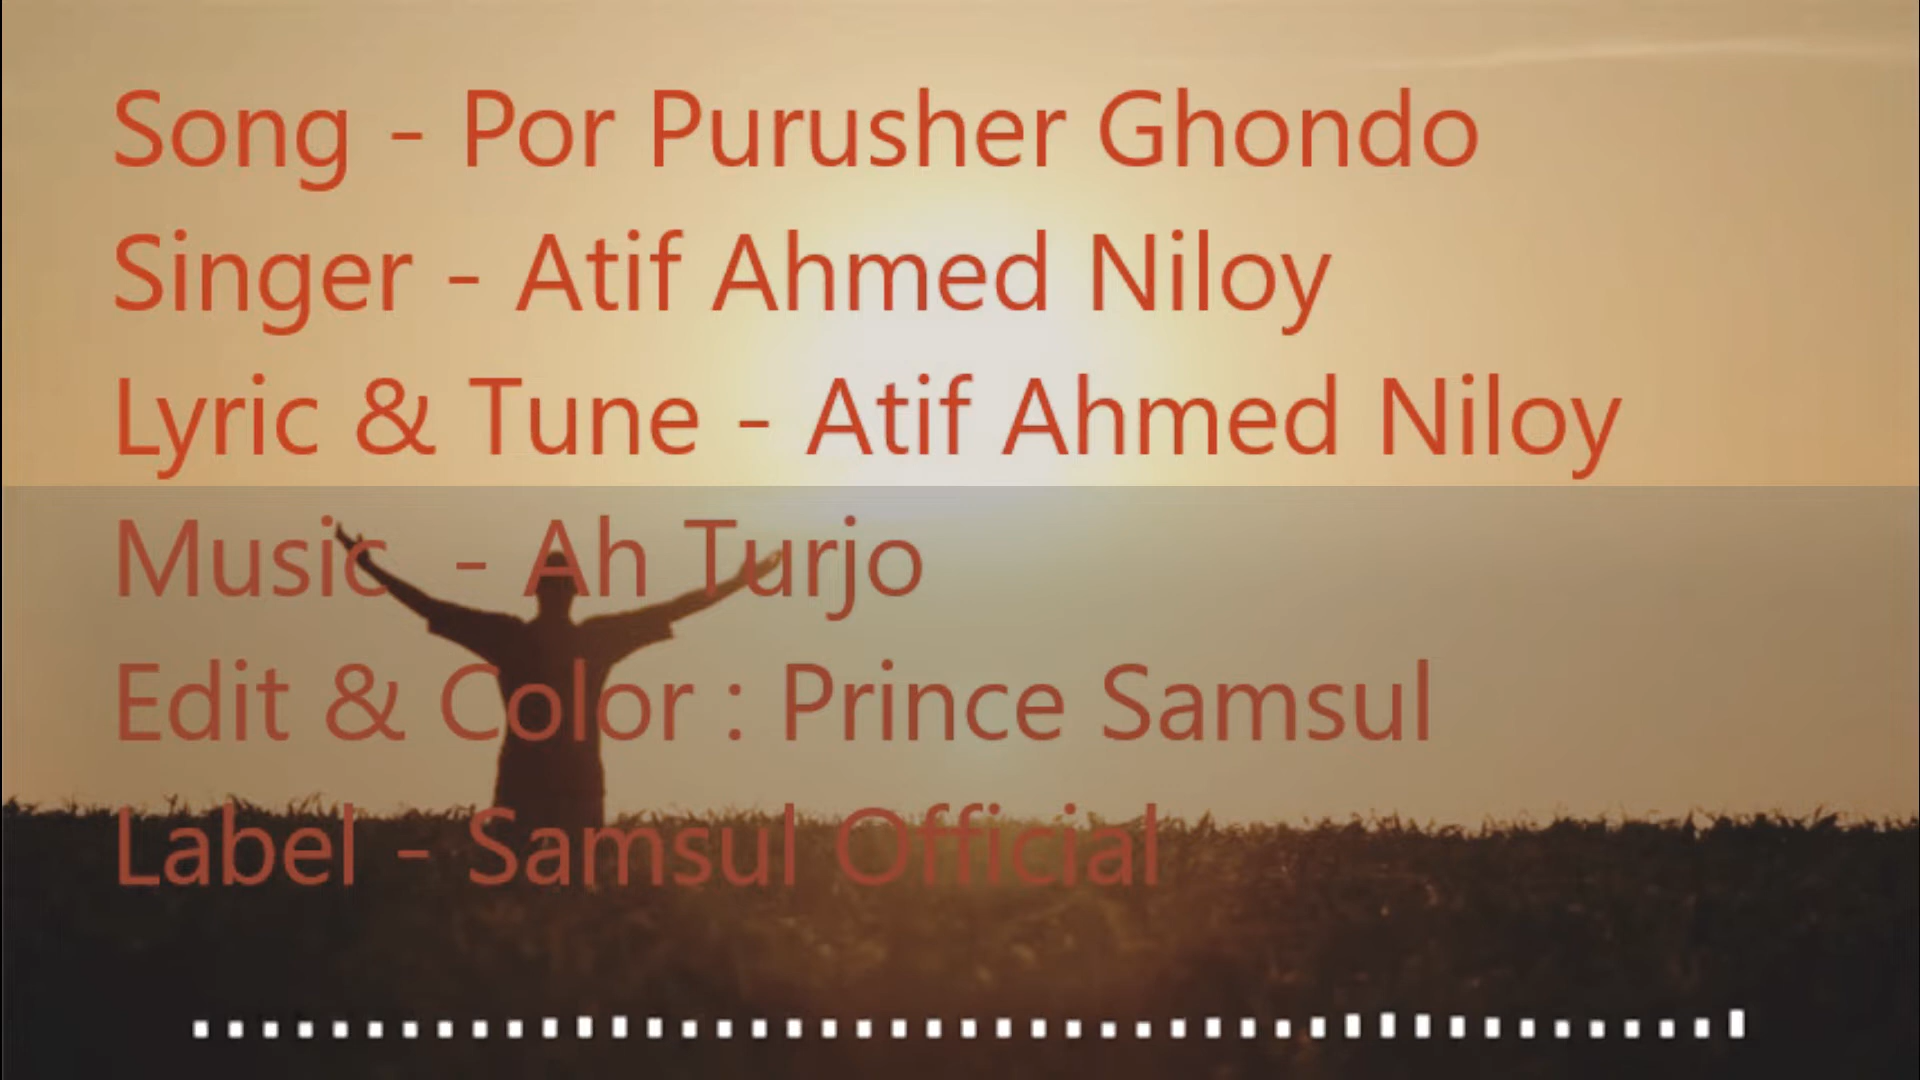 Song - Por Purusher Ghondo
Singer - Atif Ahmed Niloy
Lyric & Tune - Atif Ahmed Niloy
Music - Ah Turjo
Edit & Color : Prince Samsul
Label - Samsul Official